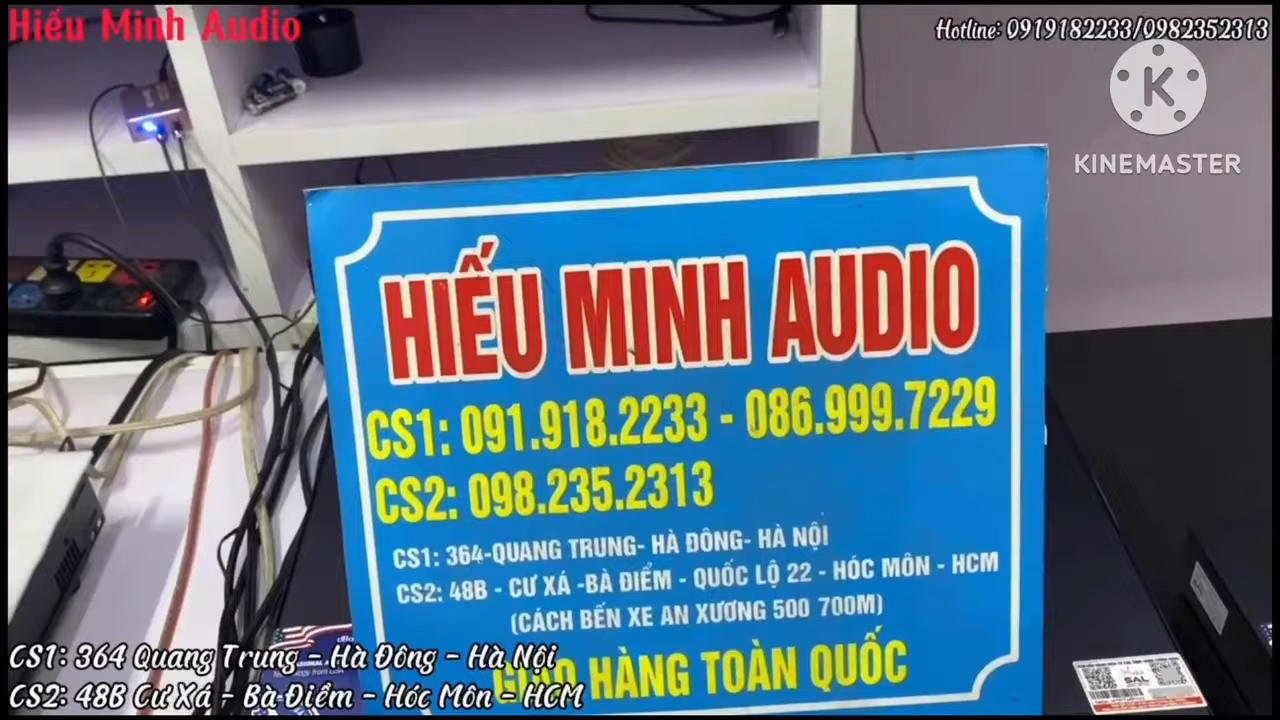 Hiếu Minh Audio
Hotline: 0919182233/0982352313
K
KINEMASTER
HIẾU MINH AUDIO
CS1: 091.918.2233 - 086.999.7229
CS2: 098.235.2313
CS1: 364-QUANG TRUNG- HÀ ĐÔNG- HÀ NỘI
CS2: 48B - CƯ XÁ -BÀ ĐIỂM - QUỐC LỘ 22 - HÓC MÔN - HCM
(CÁCH BẾN XE AN XƯƠNG 500 700M)
GIAO HÀNG TOÀN QUỐC
CS1: 364 Quang Trung - Hà Đông - Hà Nội
CS2: 48B Cư Xá - Bà Điểm - Hóc Môn - HCM